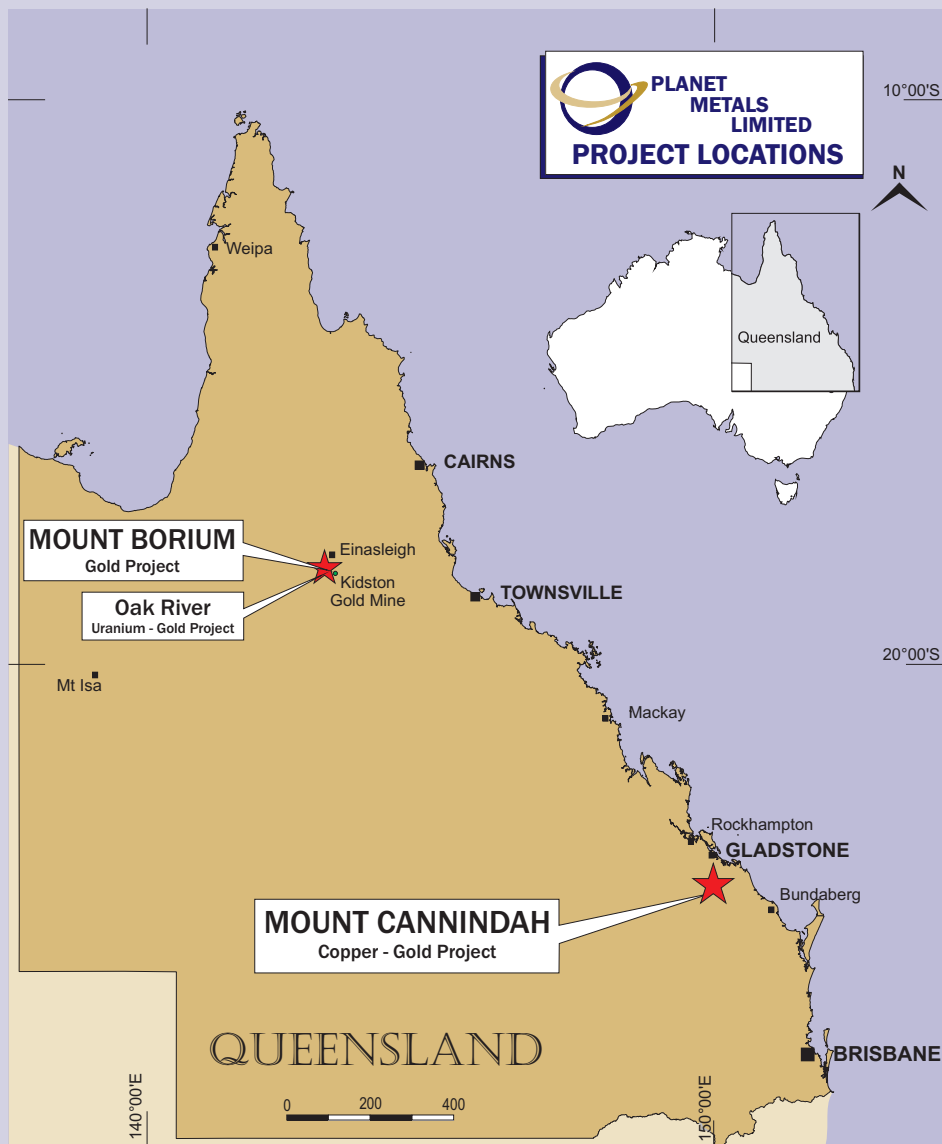 PLANET
METALS
LIMITED
PROJECT LOCATIONS
10°00'S
N
Weipa
Queensland
CAIRNS
MOUNT BORIUM
Gold Project
Einasleigh
Kidston
Gold Mine
Oak River
Uranium - Gold Project
TOWNSVILLE
20°00'S
Mt Isa
Mackay
Rockhampton
GLADSTONE
Bundaberg
MOUNT CANNINDAH
Copper - Gold Project
QUEENSLAND
BRISBANE
0 200 400
140°00'E
150°00'E